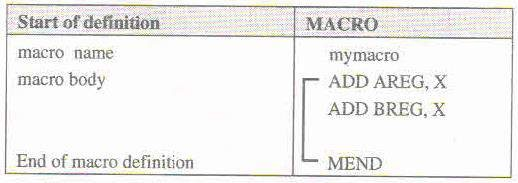 Start of definition MACRO
macro name mymacro
macro body ADD AREG, X
ADD BREG, X
End of macro definition MEND